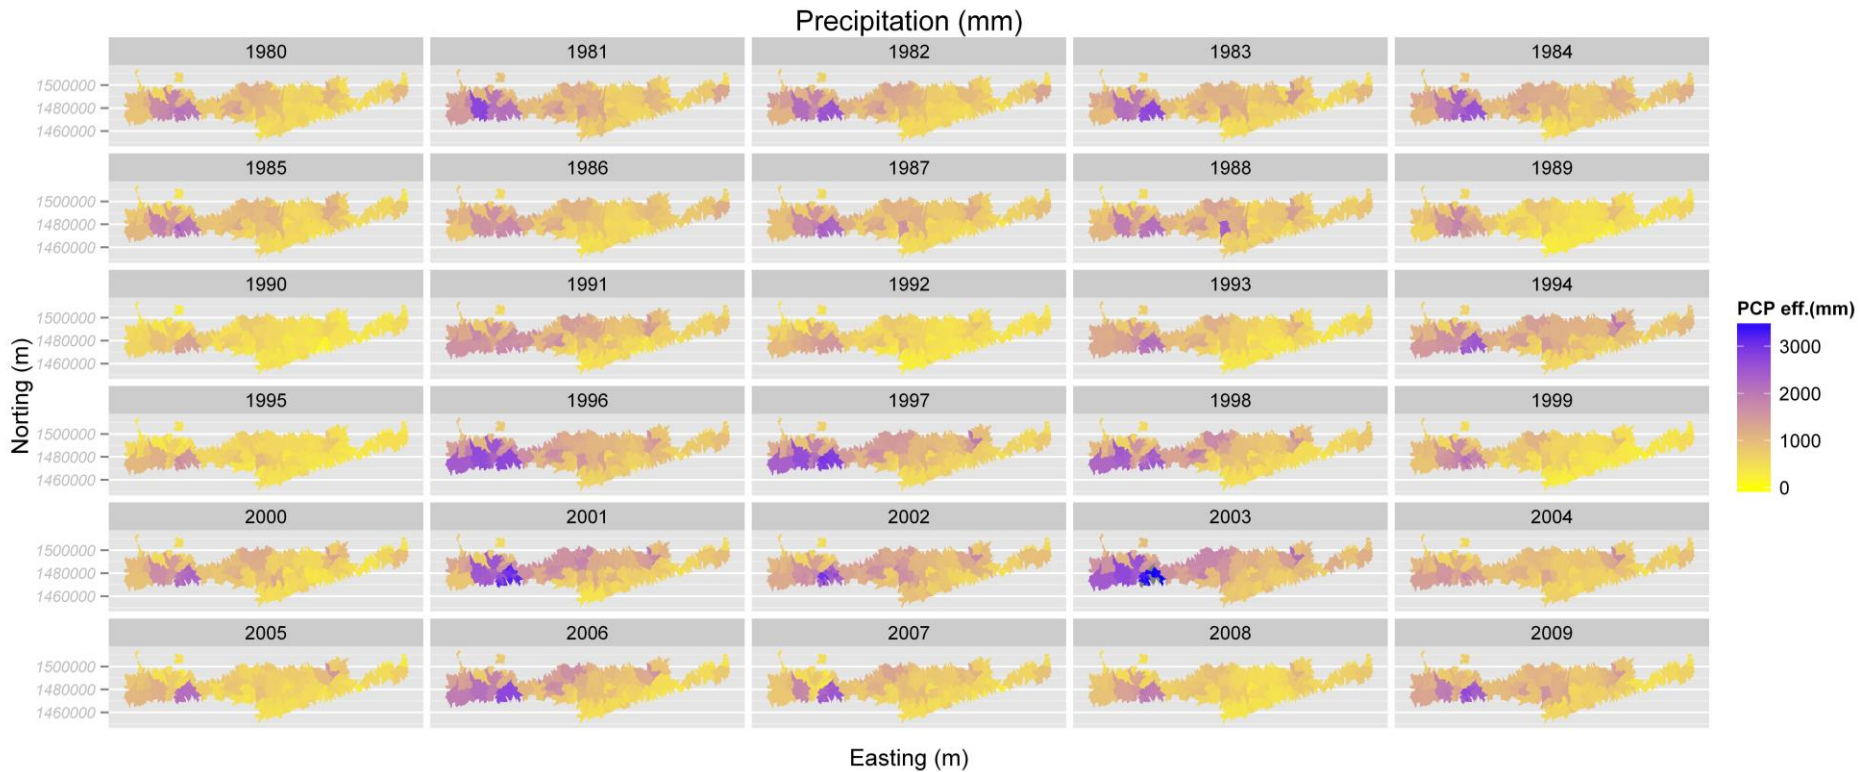 Precipitation (mm)
1980 1981 1982 1983 1984
1500000
1480000
1460000
1985 1986 1987 1988 1989
1500000
1480000
1460000
1990 1991 1992 1993 1994
1500000
1480000
1460000
1995 1996 1997 1998 1999
1500000
1480000
1460000
2000 2001 2002 2003 2004
1500000
1480000
1460000
2005 2006 2007 2008 2009
1500000
1480000
1460000
Norting (m)
Easting (m)
PCP eff.(mm)
3000
2000
1000
0